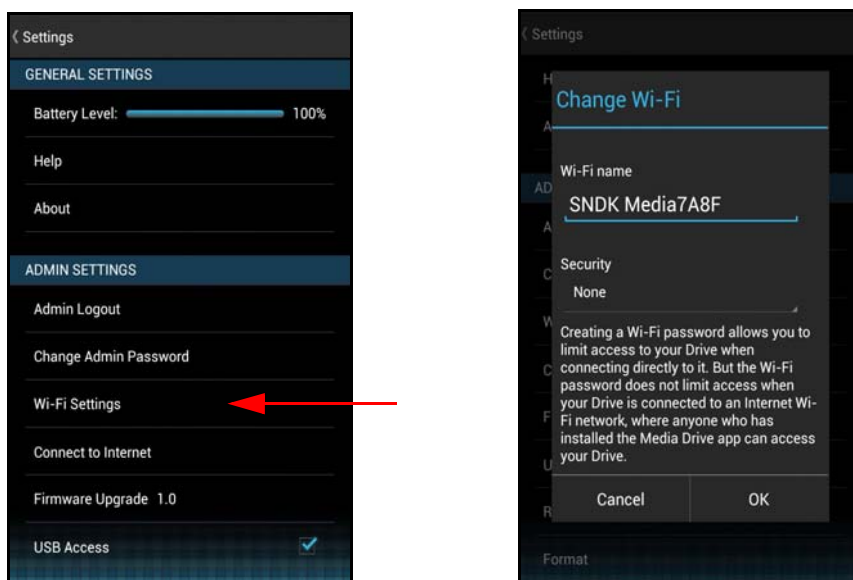 Settings
GENERAL SETTINGS
Battery Level: 100%
Help
About
ADMIN SETTINGS
Admin Logout
Change Admin Password
Wi-Fi Settings
Connect to Internet
Firmware Upgrade 1.0
USB Access
Settings
H
A
AD
A
C
W
C
F
U
R
Format
Change Wi-Fi
Wi-Fi name
SNDK Media7A8F
Security
None
Creating a Wi-Fi password allows you to
limit access to your Drive when
connecting directly to it. But the Wi-Fi
password does not limit access when
your Drive is connected to an Internet Wi-
Fi network, where anyone who has
installed the Media Drive app can access
your Drive.
Cancel OK